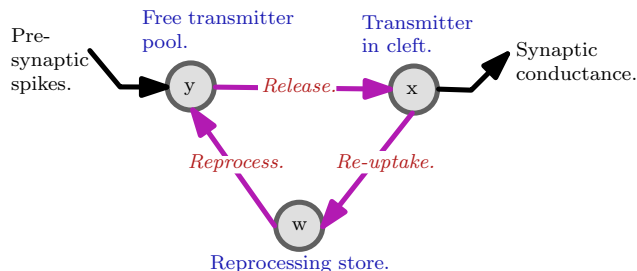 Free transmitter
pool.
Transmitter
in cleft.
Pre-
synaptic
spikes.
Synaptic
conductance.
y
Release.
x
Reprocess.
Re-uptake.
w
Reprocessing store.